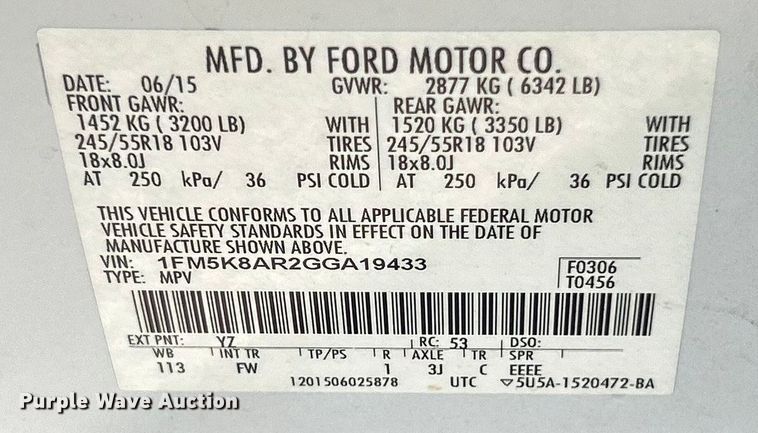 MFD. BY FORD MOTOR CO.
DATE: 06/15 GVWR: 2877 KG ( 6342 LB)
FRONT GAWR: REAR GAWR:
1452 KG ( 3200 LB) WITH 1520 KG ( 3350 LB) WITH
245/55R18 103V TIRES 245/55R18 103V TIRES
18x8.0J RIMS 18x8.0J RIMS
AT 250 kPa/ 36 PSI COLD AT 250 kPa/ 36 PSI COLD
THIS VEHICLE CONFORMS TO ALL APPLICABLE FEDERAL MOTOR
VEHICLE SAFETY STANDARDS IN EFFECT ON THE DATE OF
MANUFACTURE SHOWN ABOVE.
VIN: 1FM5K8AR2GGA19433 F0306
TYPE: MPV T0456
EXT PNT: YZ RC: 53 DSO:
WB INT TR TP/PS R AXLE TR SPR
113 FW 1 3J C EEEE
1201506025878 UTC ▽5U5A-1520472-BA
Purple Wave Auction